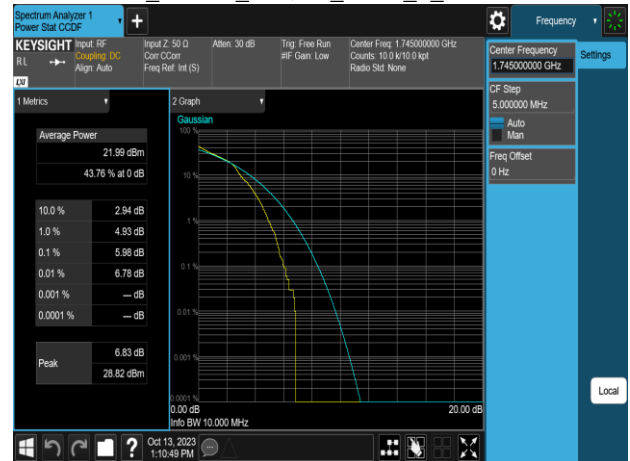 Spectrum Analyzer 1
Power Stat CCDF
Frequency
KEYSIGHT
RL
LXI
Input: RF
Coupling: DC
Align: Auto
Input Z: 50 Ω
Corr CCorr
Freq Ref: Int (S)
Atten: 30 dB
Trig: Free Run
#IF Gain: Low
Center Freq: 1.745000000 GHz
Counts: 10.0 k/10.0 kpt
Radio Std: None
Center Frequency
1.745000000 GHz
Settings
CF Step
5.000000 MHz
Auto
Man
Freq Offset
0 Hz
1 Metrics
Average Power
21.99 dBm
43.76 % at 0 dB
10.0 % 2.94 dB
1.0 % 4.93 dB
0.1 % 5.98 dB
0.01 % 6.78 dB
0.001 % --- dB
0.0001 % --- dB
Peak
6.83 dB
28.82 dBm
2 Graph
Gaussian
100 %
10 %
1 %
0.1 %
0.01 %
0.001 %
0.0001 %
0.00 dB 20.00 dB
Info BW 10.000 MHz
Local
Oct 13, 2023
1:10:49 PM